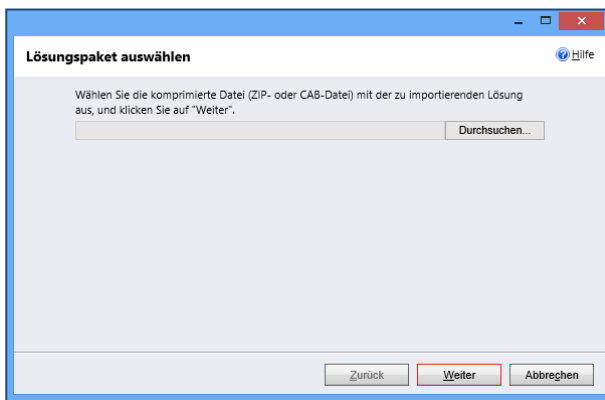 Lösungspaket auswählen
Hilfe
Wählen Sie die komprimierte Datei (ZIP- oder CAB-Datei) mit der zu importierenden Lösung
aus, und klicken Sie auf "Weiter".
Durchsuchen...
Zurück Weiter Abbrechen